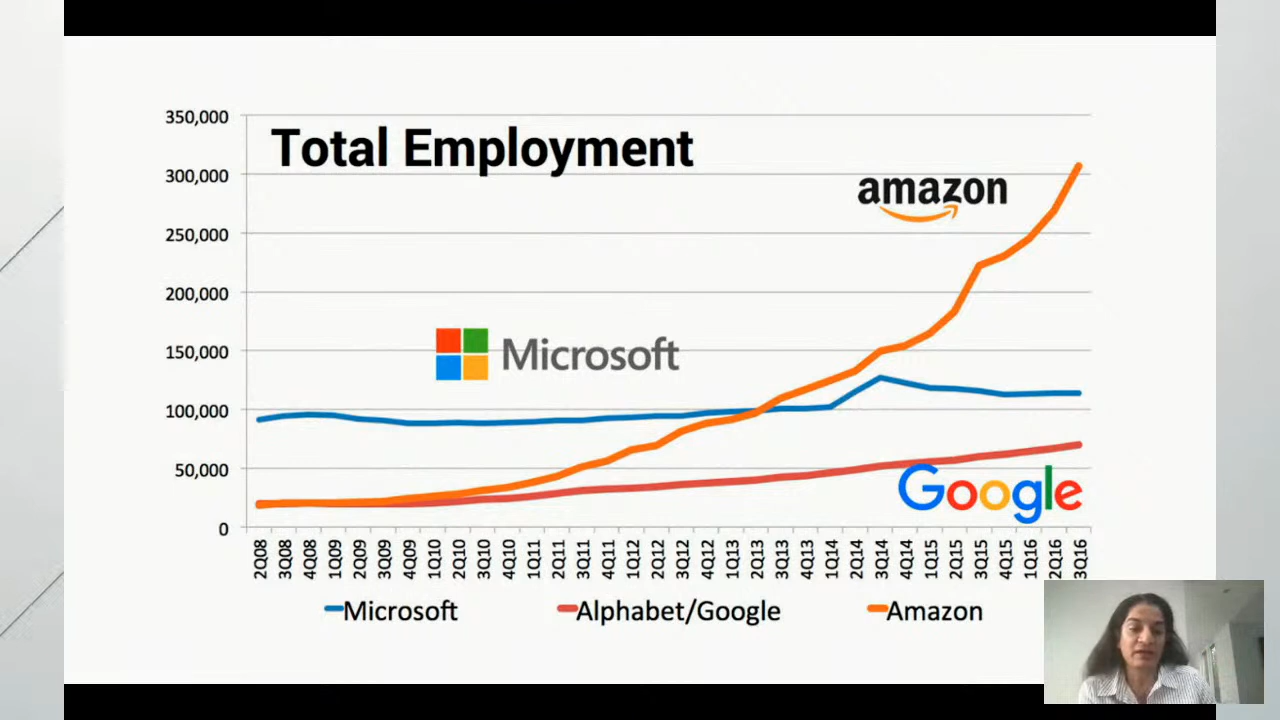 Total Employment
350,000
300,000
250,000
200,000
150,000
100,000
50,000
0
amazon
Microsoft
Google
2Q08 3Q08 4Q08 1Q09 2Q09 3Q09 4Q09 1Q10 2Q10 3Q10 4Q10 1Q11 2Q11 3Q11 4Q11 1Q12 2Q12 3Q12 4Q12 1Q13 2Q13 3Q13 4Q13 1Q14 2Q14 3Q14 4Q14 1Q15 2Q15 3Q15 4Q15 1Q16 2Q16 3Q16
Microsoft Alphabet/Google Amazon